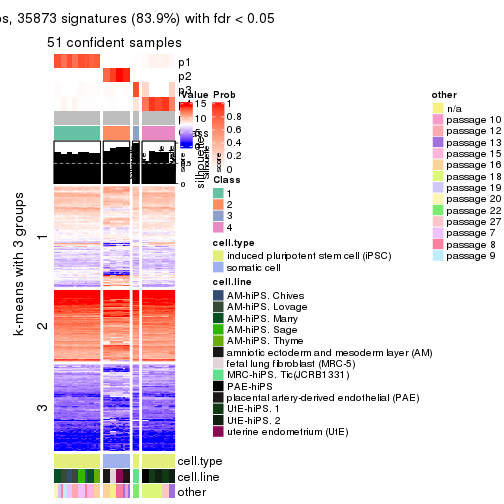 ps, 35873 signatures (83.9%) with fdr < 0.05
51 confident samples
p1
p2
Value
15
10
5
0
Prob
1
0.8
0.6
0.4
0.2
0
silhouette
score
0
k-means with 3 groups
1
2
3
Class
1
2
3
4
cell.type
induced pluripotent stem cell (iPSC)
somatic cell
cell.line
AM-hiPS. Chives
AM-hiPS. Lovage
AM-hiPS. Marry
AM-hiPS. Sage
AM-hiPS. Thyme
amniotic ectoderm and mesoderm layer (AM)
fetal lung fibroblast (MRC-5)
MRC-hiPS. Tic(JCRB1331)
PAE-hiPS
placental artery-derived endothelial (PAE)
UtE-hiPS. 1
UtE-hiPS. 2
uterine endometrium (UtE)
other
n/a
passage 10
passage 12
passage 13
passage 15
passage 16
passage 18
passage 19
passage 20
passage 22
passage 27
passage 7
passage 8
passage 9
cell.type
cell.line
other